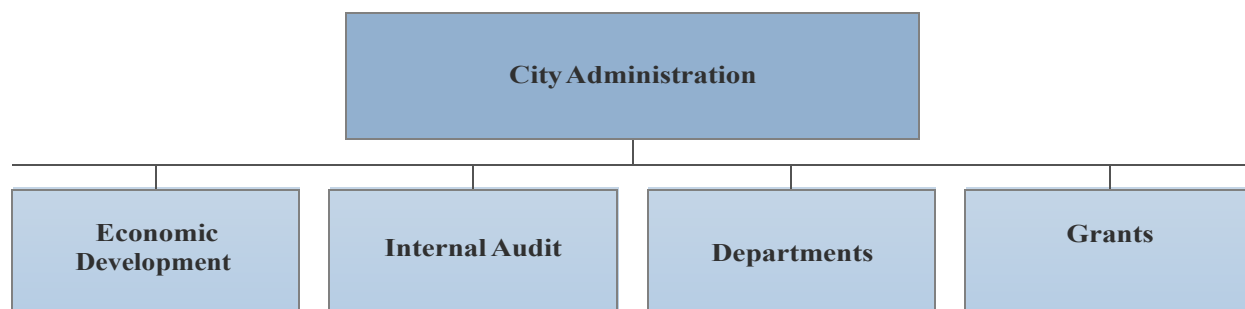 City Administration
Economic
Development
Internal Audit
Departments
Grants